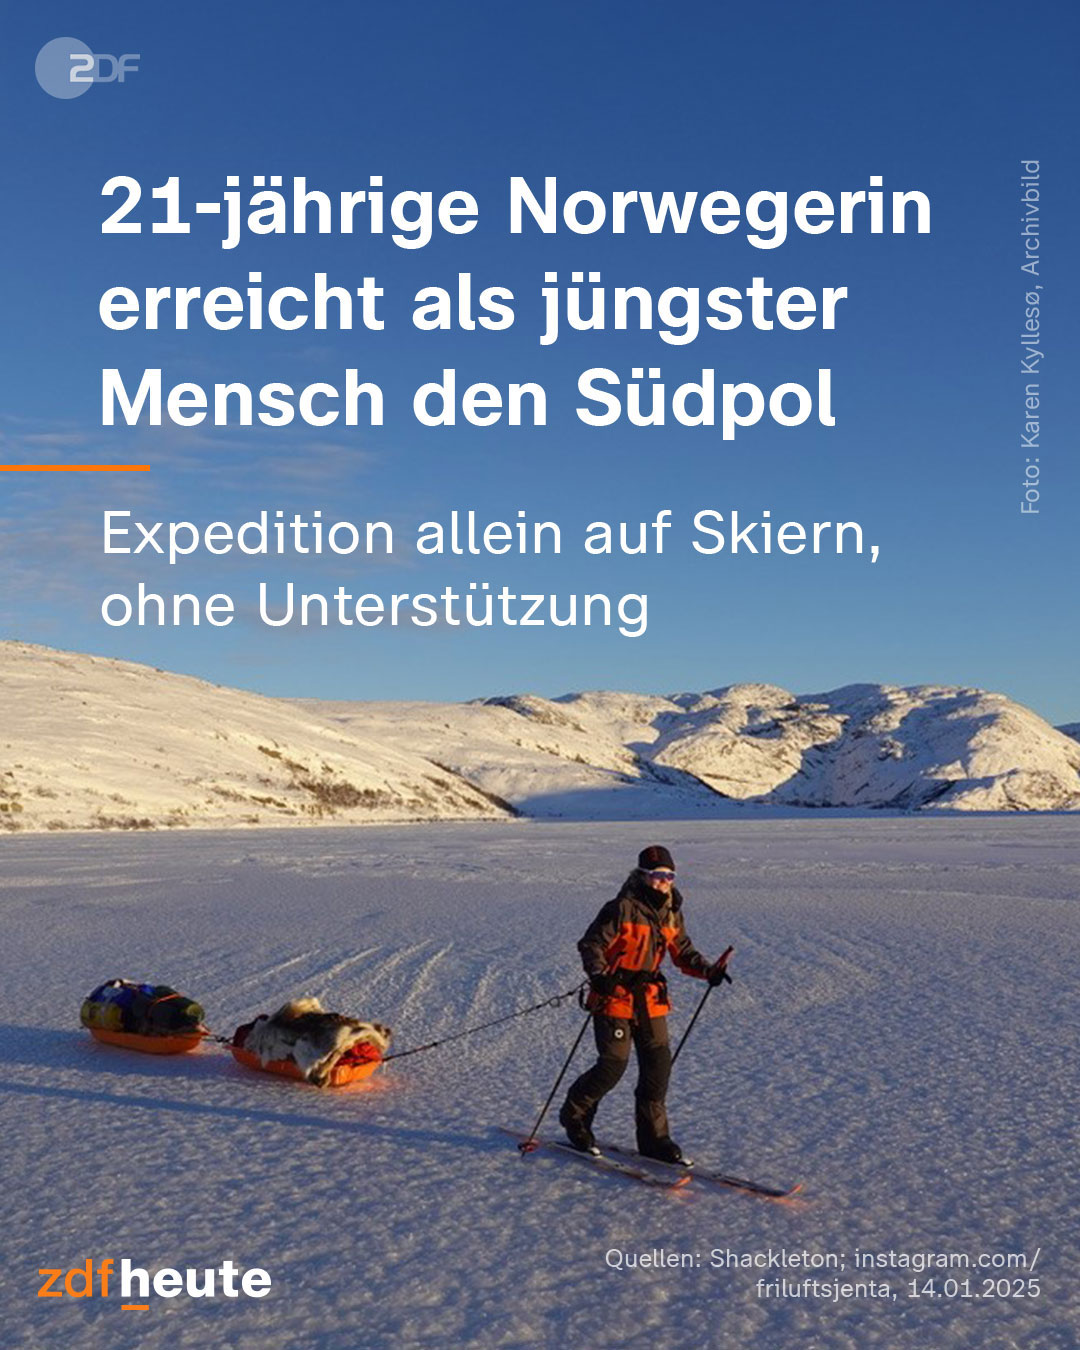 ZDF
21-jährige Norwegerin
erreicht als jüngster
Mensch den Südpol
Expedition allein auf Skiern,
ohne Unterstützung
Foto: Karen Kyllesø, Archivbild
zdfheute
Quellen: Shackleton; instagram.com/
friluftsjenta, 14.01.2025